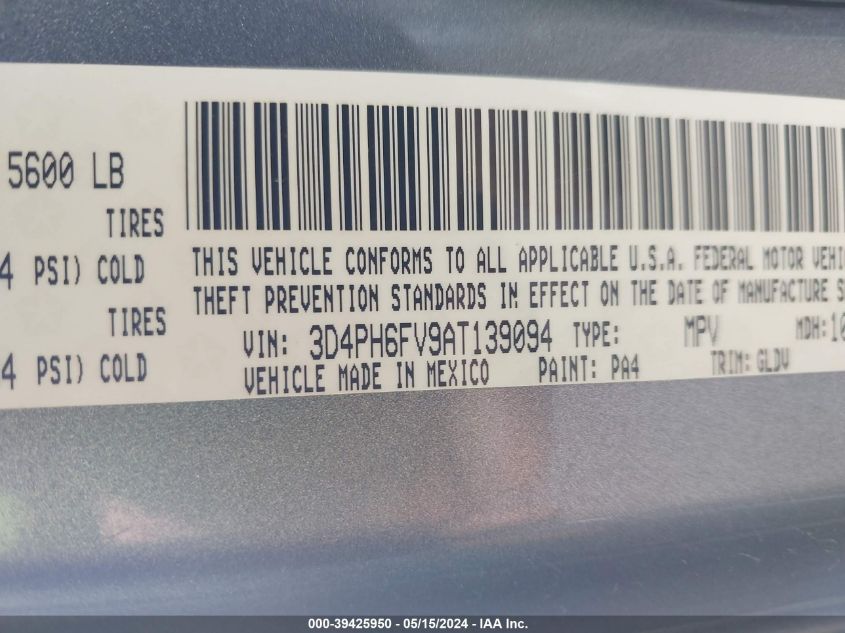 5600 LB
TIRES
4 PSI) COLD
TIRES
4 PSI) COLD
THIS VEHICLE CONFORMS TO ALL APPLICABLE U.S.A. FEDERAL MOTOR VEHI
THEFT PREVENTION STANDARDS IN EFFECT ON THE DATE OF MANUFACTURE S
VIN: 3D4PH6FV9AT139094 TYPE: MPV MDH:10
VEHICLE MADE IN MEXICO PAINT: PA4 TRIM: GLDV
000-39425950 - 05/15/2024 - IAA Inc.